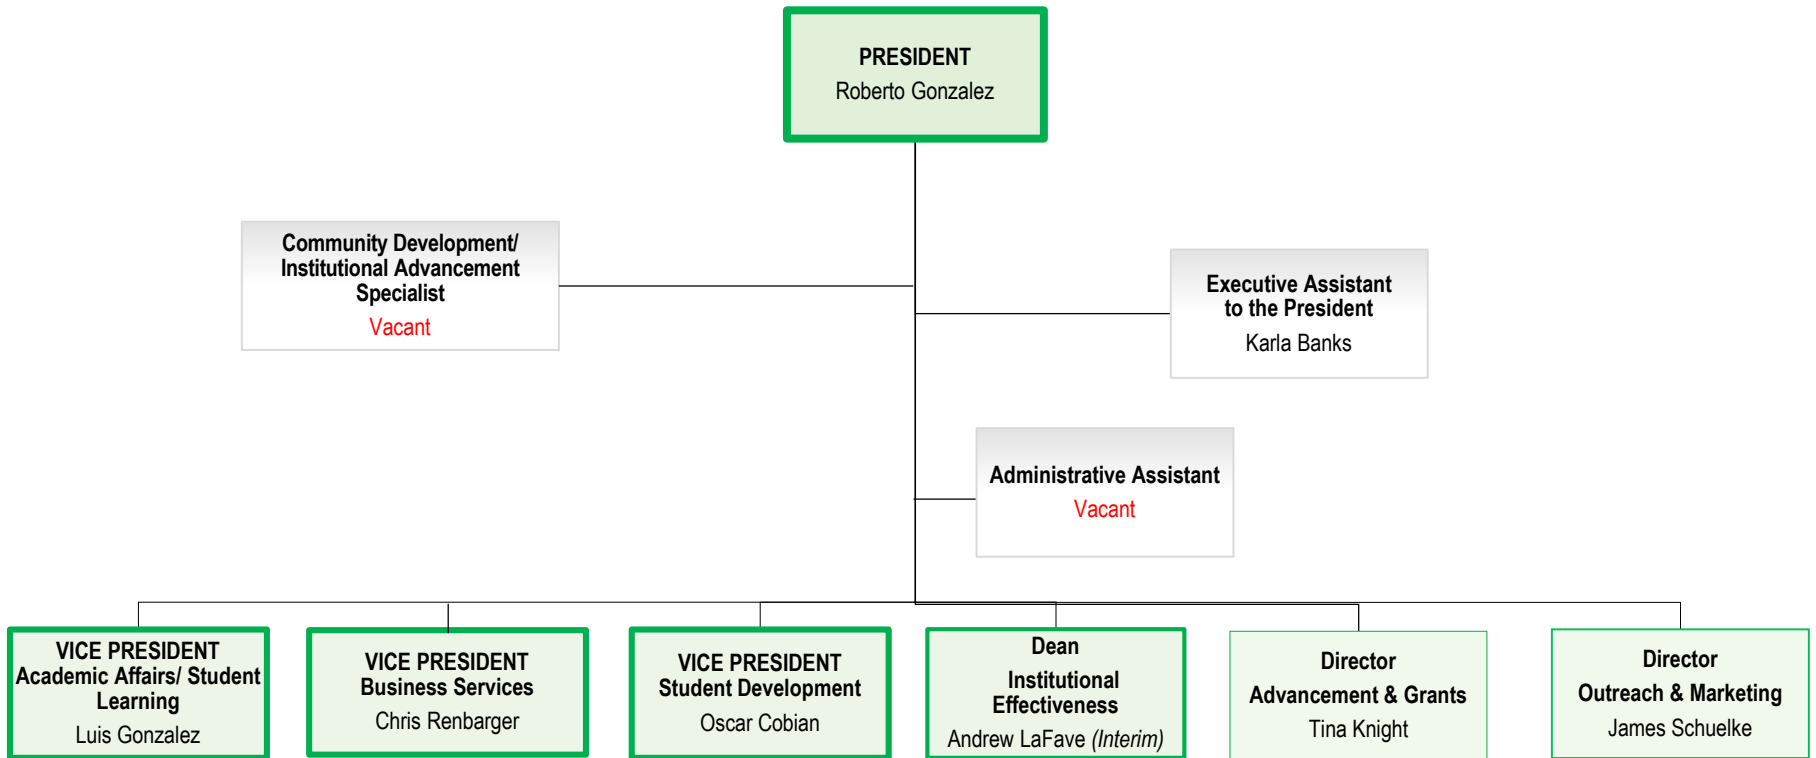 PRESIDENT
Roberto Gonzalez
Community Development/
Institutional Advancement
Specialist
Vacant
Executive Assistant
to the President
Karla Banks
Administrative Assistant
Vacant
VICE PRESIDENT
Academic Affairs/ Student
Learning
Luis Gonzalez
VICE PRESIDENT
Business Services
Chris Renbarger
VICE PRESIDENT
Student Development
Oscar Cobian
Dean
Institutional
Effectiveness
Andrew LaFave (Interim)
Director
Advancement & Grants
Tina Knight
Director
Outreach & Marketing
James Schuelke